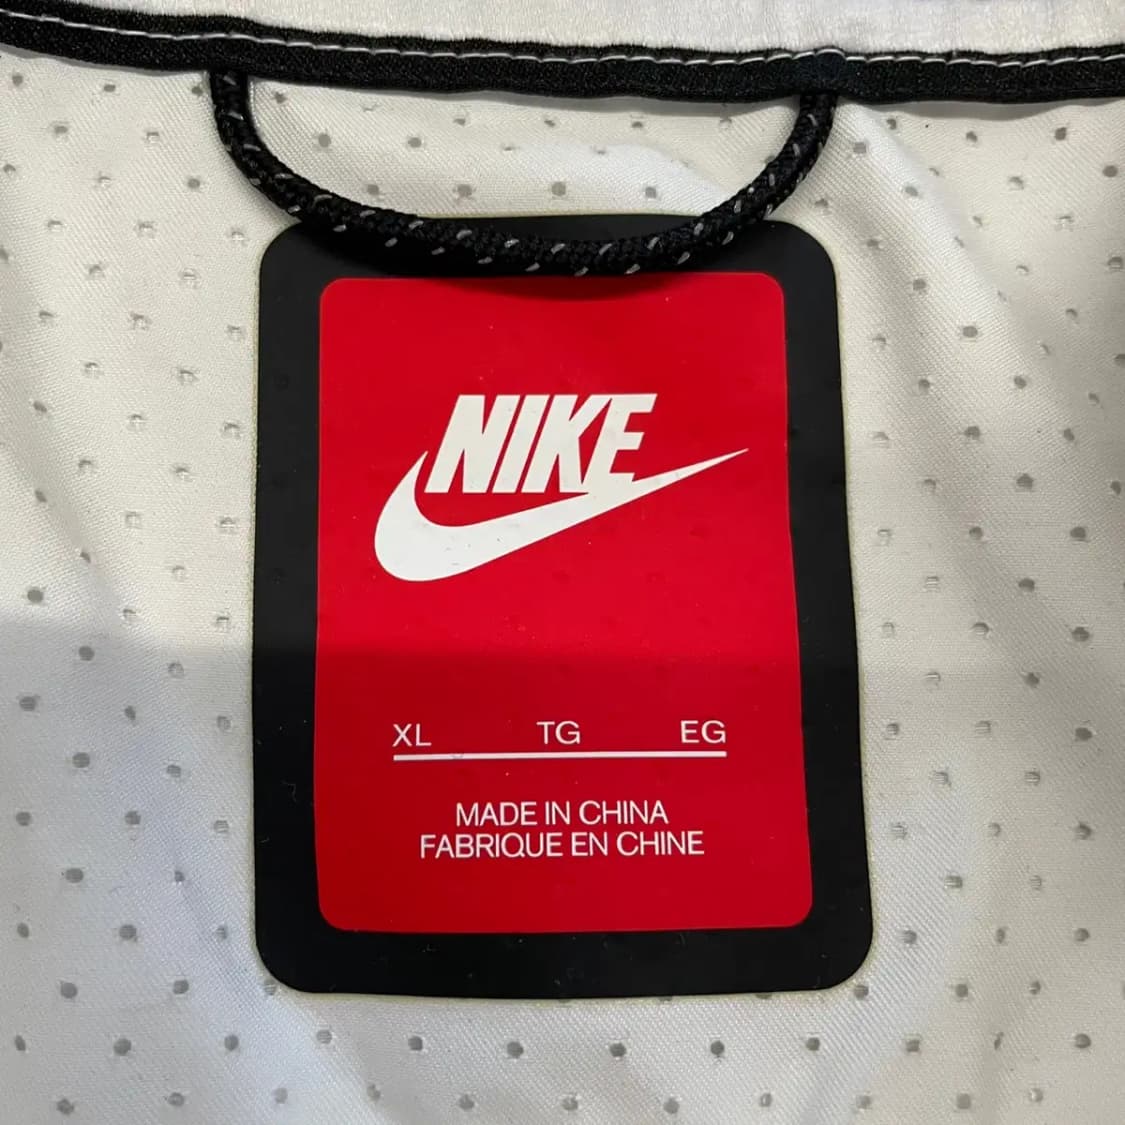 NIKE
XL TG EG
MADE IN CHINA
FABRIQUE EN CHINE